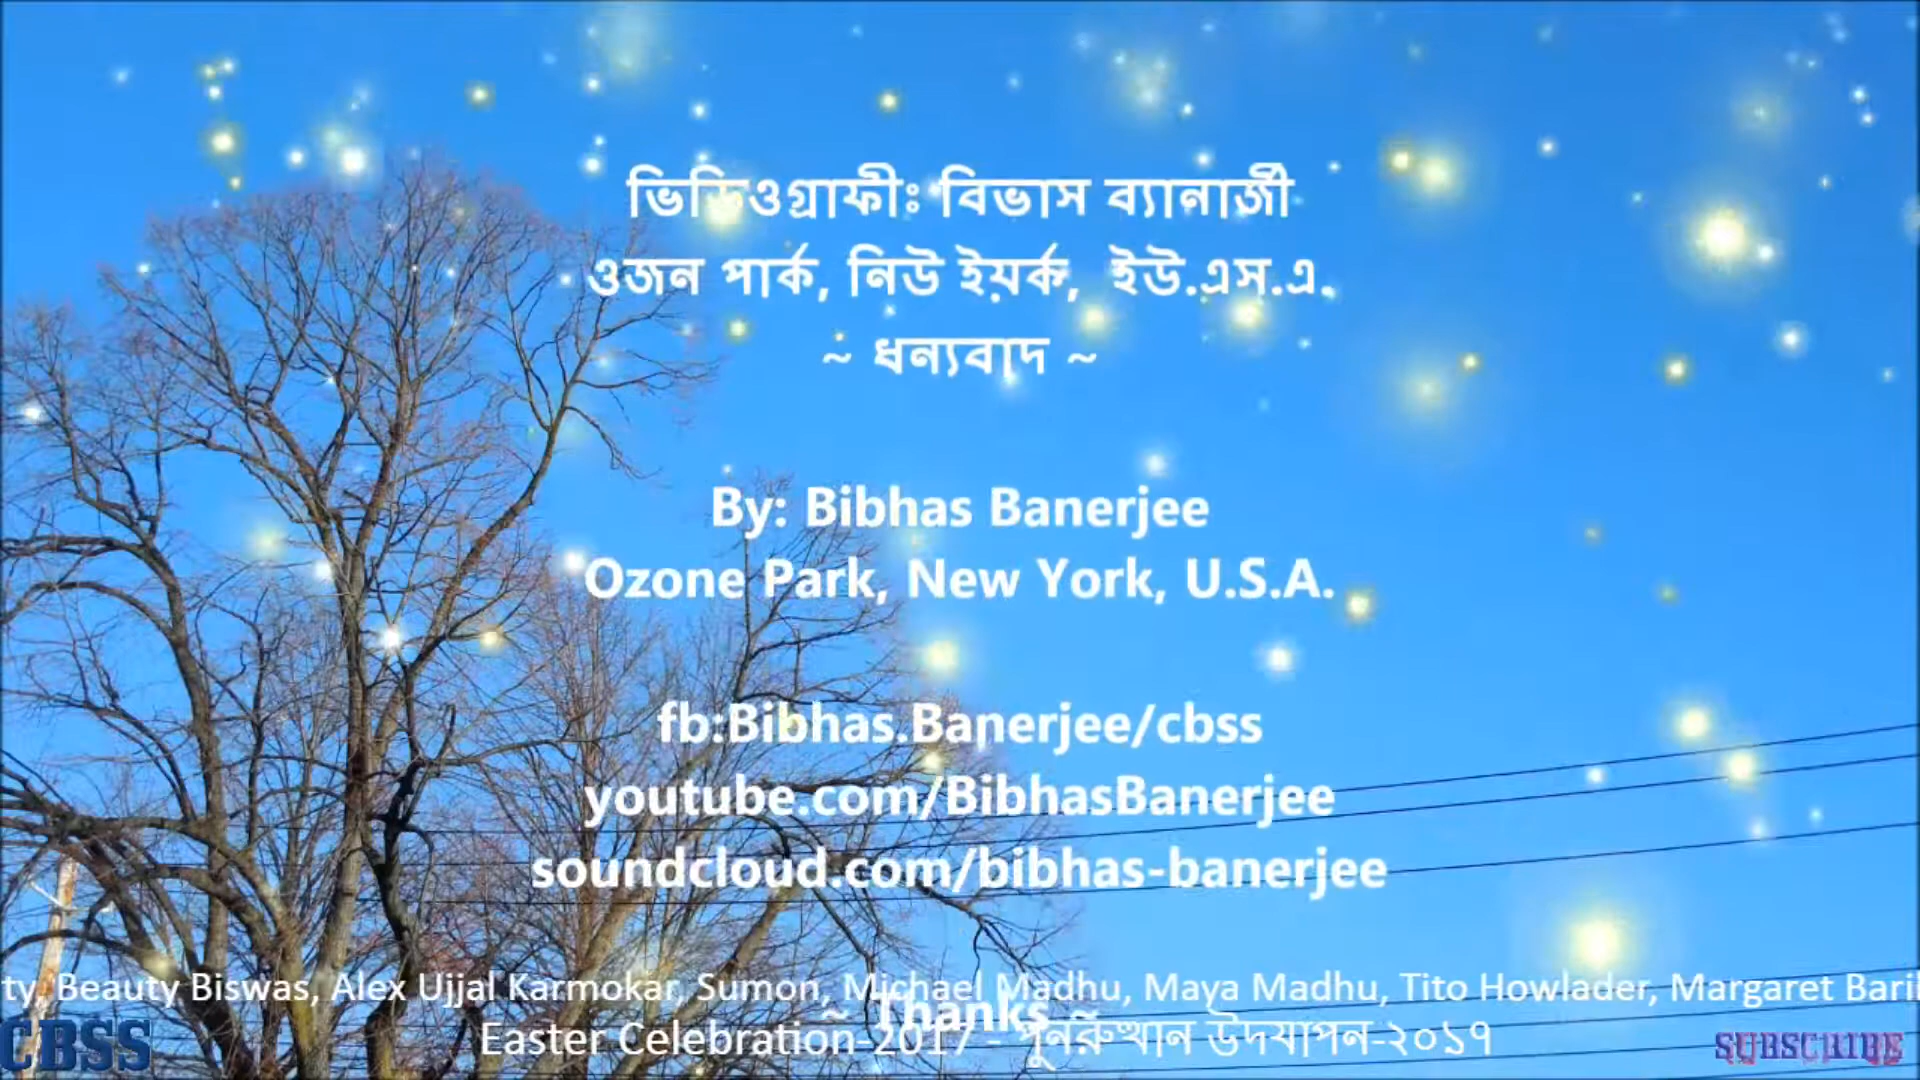 ভিডিওগ্রাফীঃ বিভাস ব্যানার্জী
ওজন পার্ক, নিউ ইয়র্ক, ইউ.এস.এ.
~ ধন্যবাদ ~
By: Bibhas Banerjee
Ozone Park, New York, U.S.A.
fb:Bibhas.Banerjee/cbss
youtube.com/BibhasBanerjee
soundcloud.com/bibhas-banerjee
ty, Beauty Biswas, Alex Ujjal Karmokar, Sumon, Michael Madhu, Maya Madhu, Tito Howlader, Margaret Bari
~ Thanks ~
Easter Celebration-2017 - পুনরুত্থান উদযাপন-২০১৭
CBSS
SUBSCRIBE